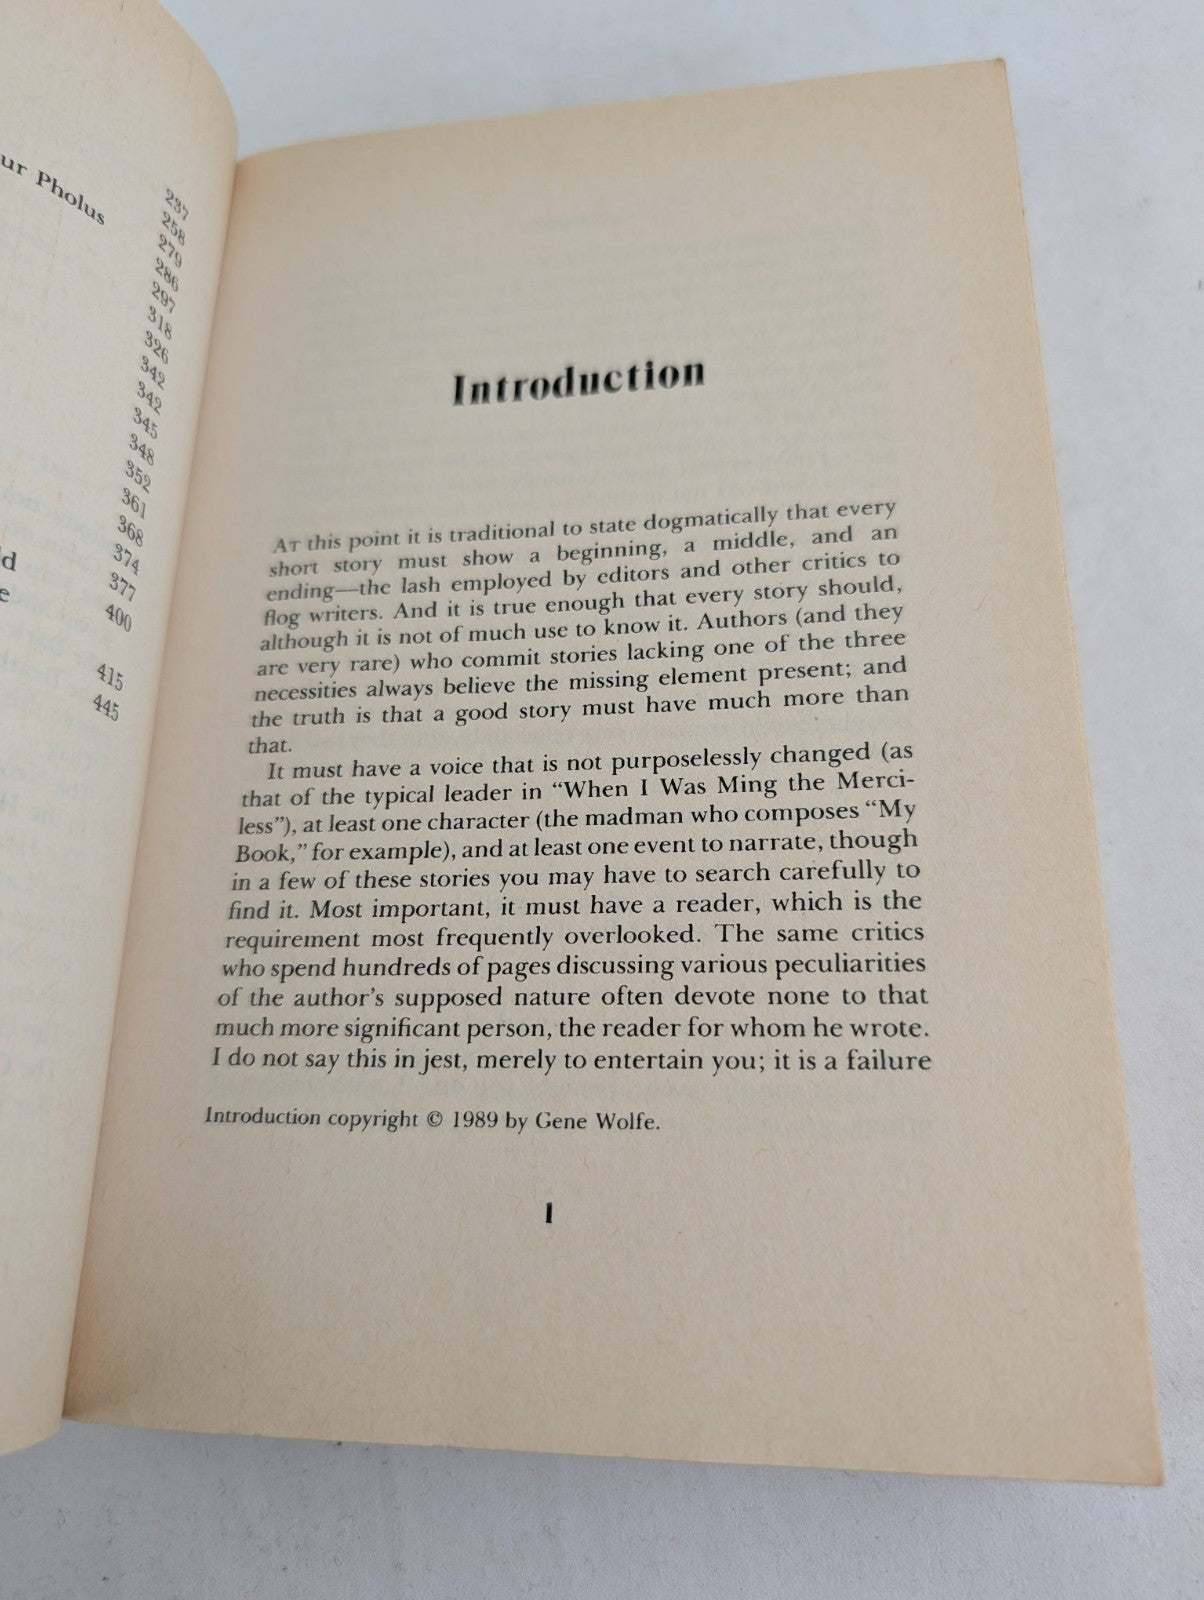 ur Pholus
237
258
279
286
297
318
326
342
342
345
348
352
361
368
374
377
400
415
445
d
e
Introduction
AT this point it is traditional to state dogmatically that every
short story must show a beginning, a middle, and an
ending—the lash employed by editors and other critics to
flog writers. And it is true enough that every story should,
although it is not of much use to know it. Authors (and they
are very rare) who commit stories lacking one of the three
necessities always believe the missing element present; and
the truth is that a good story must have much more than
that.
It must have a voice that is not purposelessly changed (as
that of the typical leader in “When I Was Ming the Merci-
less”), at least one character (the madman who composes “My
Book,” for example), and at least one event to narrate, though
in a few of these stories you may have to search carefully to
find it. Most important, it must have a reader, which is the
requirement most frequently overlooked. The same critics
who spend hundreds of pages discussing various peculiarities
of the author’s supposed nature often devote none to that
much more significant person, the reader for whom he wrote.
I do not say this in jest, merely to entertain you; it is a failure
Introduction copyright © 1989 by Gene Wolfe.
1